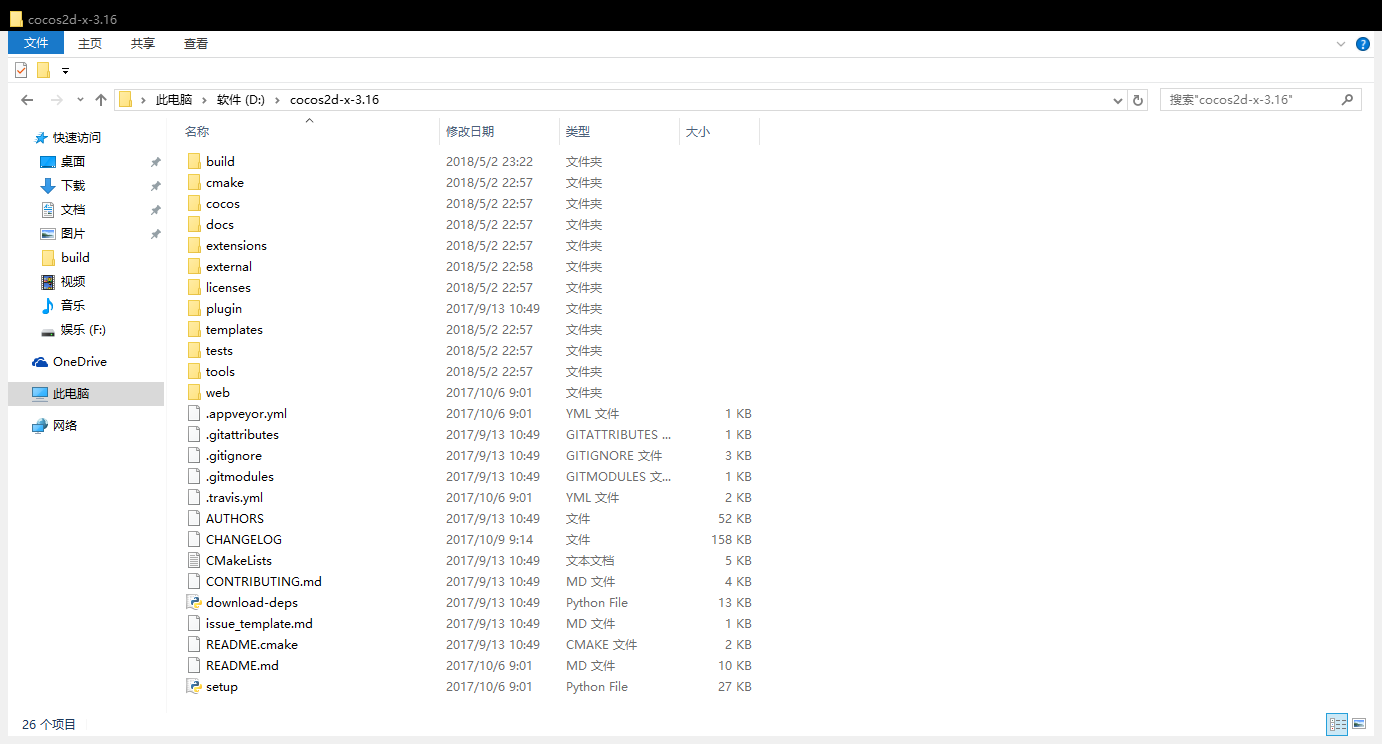 cocos2d-x-3.16
文件 主页 共享 查看
此电脑 软件 (D:) cocos2d-x-3.16 搜索"cocos2d-x-3.16"
快速访问
桌面
下载
文档
图片
build
视频
音乐
娱乐 (F:)
OneDrive
此电脑
网络
名称 修改日期 类型 大小
build 2018/5/2 23:22 文件夹
cmake 2018/5/2 22:57 文件夹
cocos 2018/5/2 22:57 文件夹
docs 2018/5/2 22:57 文件夹
extensions 2018/5/2 22:57 文件夹
external 2018/5/2 22:58 文件夹
licenses 2018/5/2 22:57 文件夹
plugin 2017/9/13 10:49 文件夹
templates 2018/5/2 22:57 文件夹
tests 2018/5/2 22:57 文件夹
tools 2018/5/2 22:57 文件夹
web 2017/10/6 9:01 文件夹
.appveyor.yml 2017/10/6 9:01 YML 文件 1 KB
.gitattributes 2017/9/13 10:49 GITATTRIBUTES ... 1 KB
.gitignore 2017/9/13 10:49 GITIGNORE 文件 3 KB
.gitmodules 2017/9/13 10:49 GITMODULES 文... 1 KB
.travis.yml 2017/10/6 9:01 YML 文件 2 KB
AUTHORS 2017/9/13 10:49 文件 52 KB
CHANGELOG 2017/10/9 9:14 文件 158 KB
CMakeLists 2017/9/13 10:49 文本文档 5 KB
CONTRIBUTING.md 2017/9/13 10:49 MD 文件 4 KB
download-deps 2017/9/13 10:49 Python File 13 KB
issue_template.md 2017/9/13 10:49 MD 文件 1 KB
README.cmake 2017/9/13 10:49 CMAKE 文件 2 KB
README.md 2017/10/6 9:01 MD 文件 10 KB
setup 2017/10/6 9:01 Python File 27 KB
26 个项目